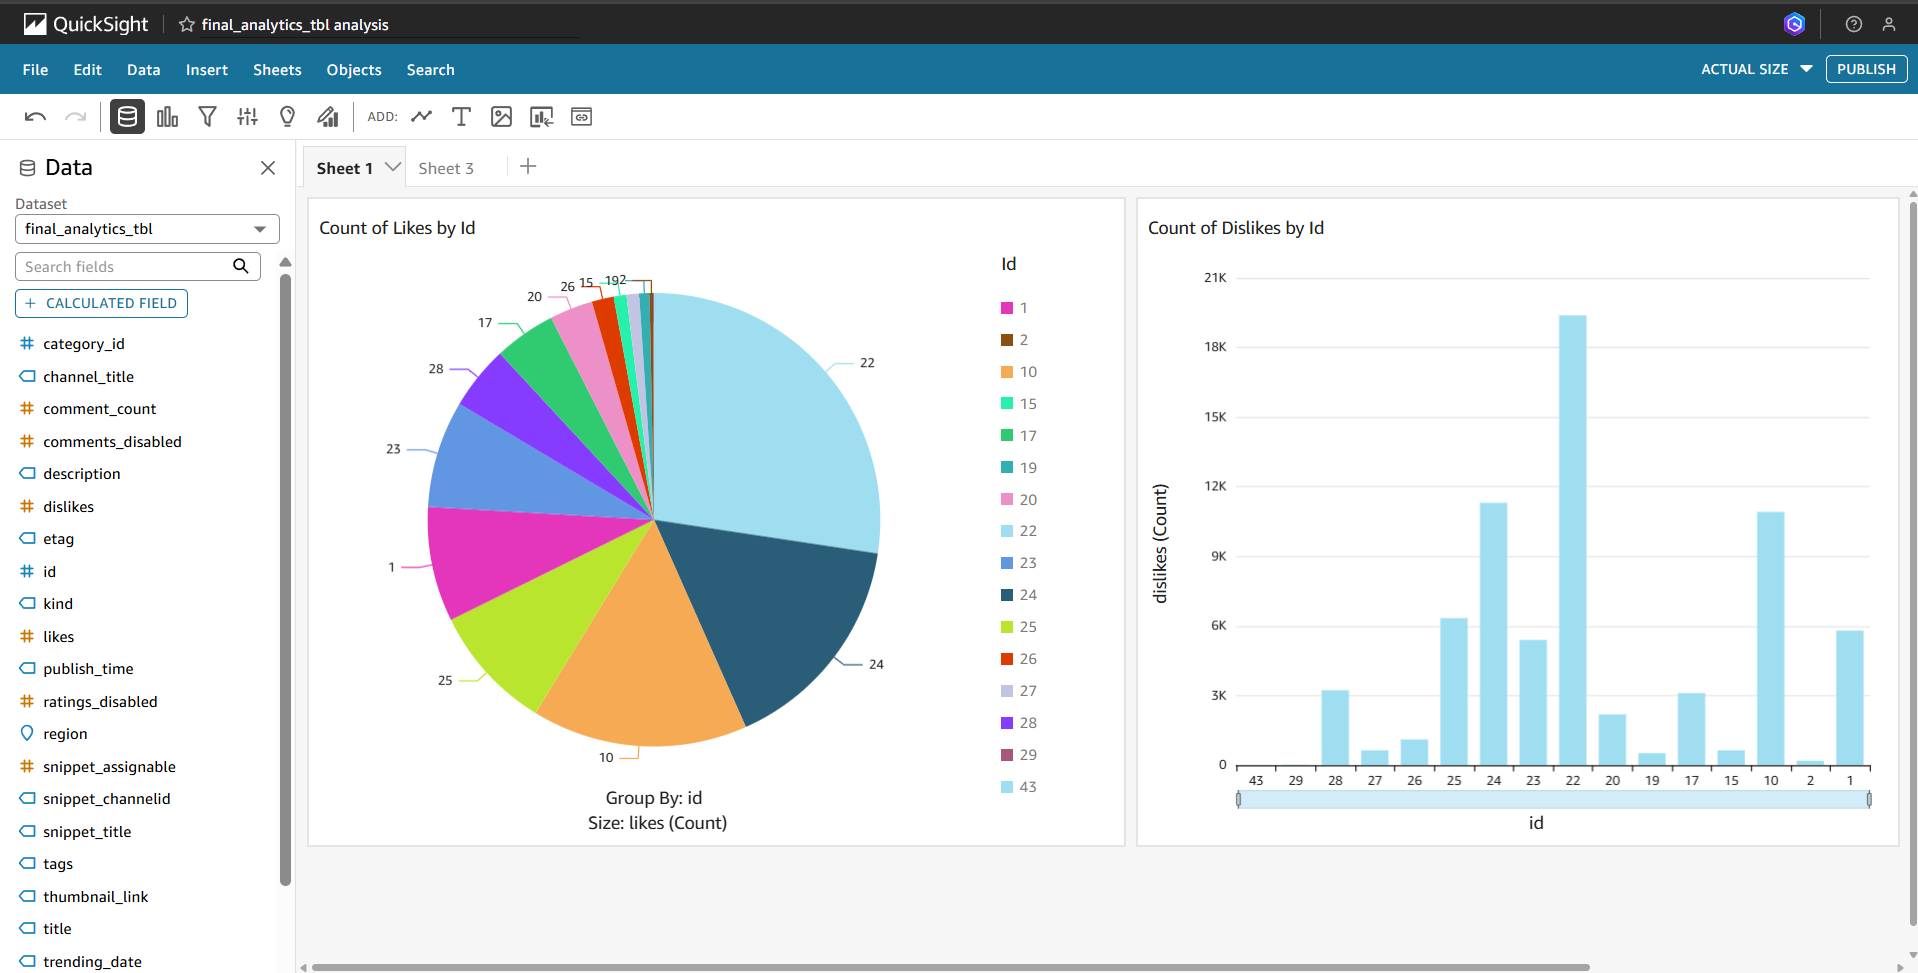 QuickSight
final_analytics_tbl analysis
File Edit Data Insert Sheets Objects Search
ACTUAL SIZE
PUBLISH
ADD:
Data
Dataset
final_analytics_tbl
Search fields
+ CALCULATED FIELD
category_id
channel_title
comment_count
comments_disabled
description
dislikes
etag
id
kind
likes
publish_time
ratings_disabled
region
snippet_assignable
snippet_channelid
snippet_title
tags
thumbnail_link
title
trending_date
Sheet 1
Sheet 3
Count of Likes by Id
22
24
10
25
1
23
28
17
20
26
15
19
2
Group By: id
Size: likes (Count)
Id
1
2
10
15
17
19
20
22
23
24
25
26
27
28
29
43
Count of Dislikes by Id
dislikes (Count)
21K
18K
15K
12K
9K
6K
3K
0
43 29 28 27 26 25 24 23 22 20 19 17 15 10 2 1
id